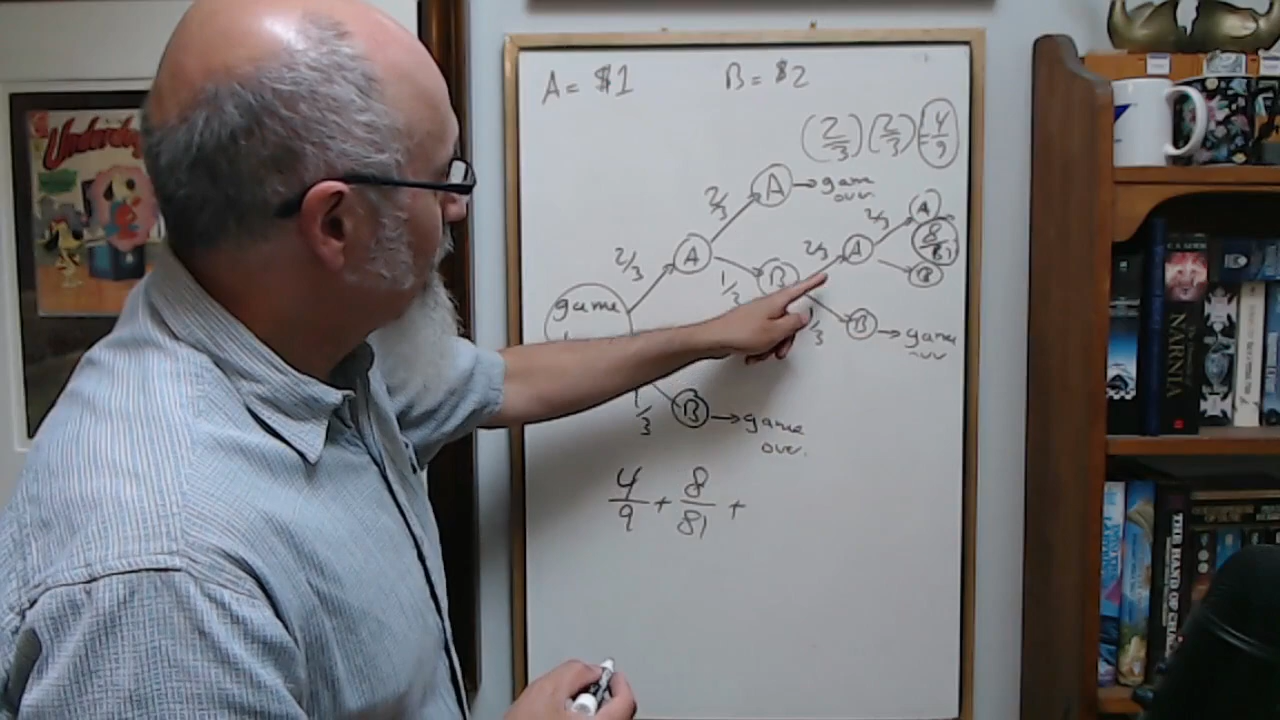 A = $1 B = $2
(2/3)(2/3) = 4/9
A → game over
2/3
2/3 A
8/81
2/3 A
2/3 A
1/3 B
B
game
1/3 B → game
B → game over.
1/3
4/9 + 8/81 +
Underdog
NARNIA
THE HAND OF